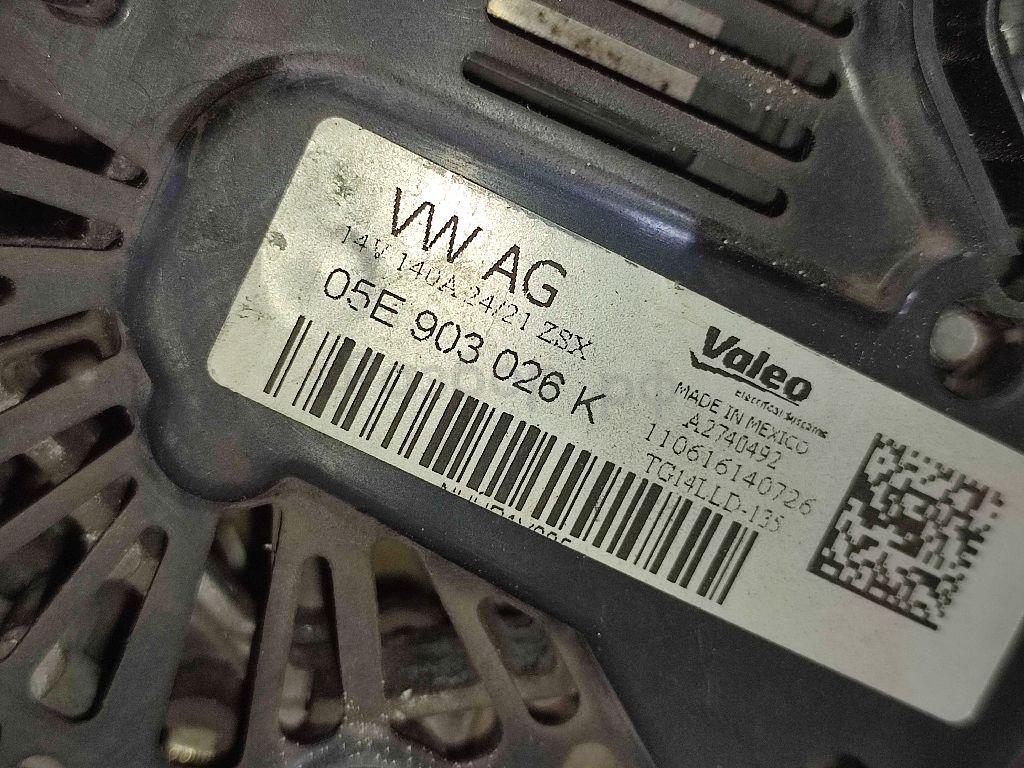 VW AG
14V 140A 24/21 ZSX
05E 903 026 K
Valeo
Electrical Systems
MADE IN MEXICO
A2740492
110616140726
TG14LLD-135